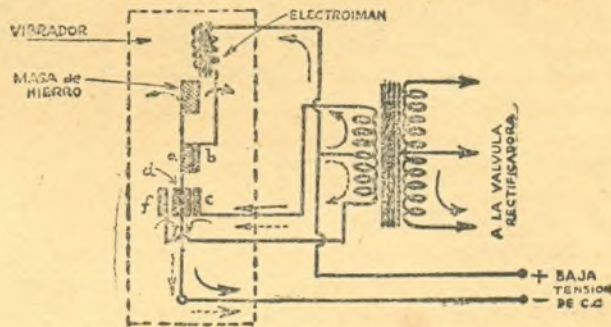 ELECTROIMAN
VIBRADOR
MASA de
HIERRO
a
b
d
f
c
A LA VALVULA
RECTIFICADORA
+ BAJA
TENSION
- DE C.C